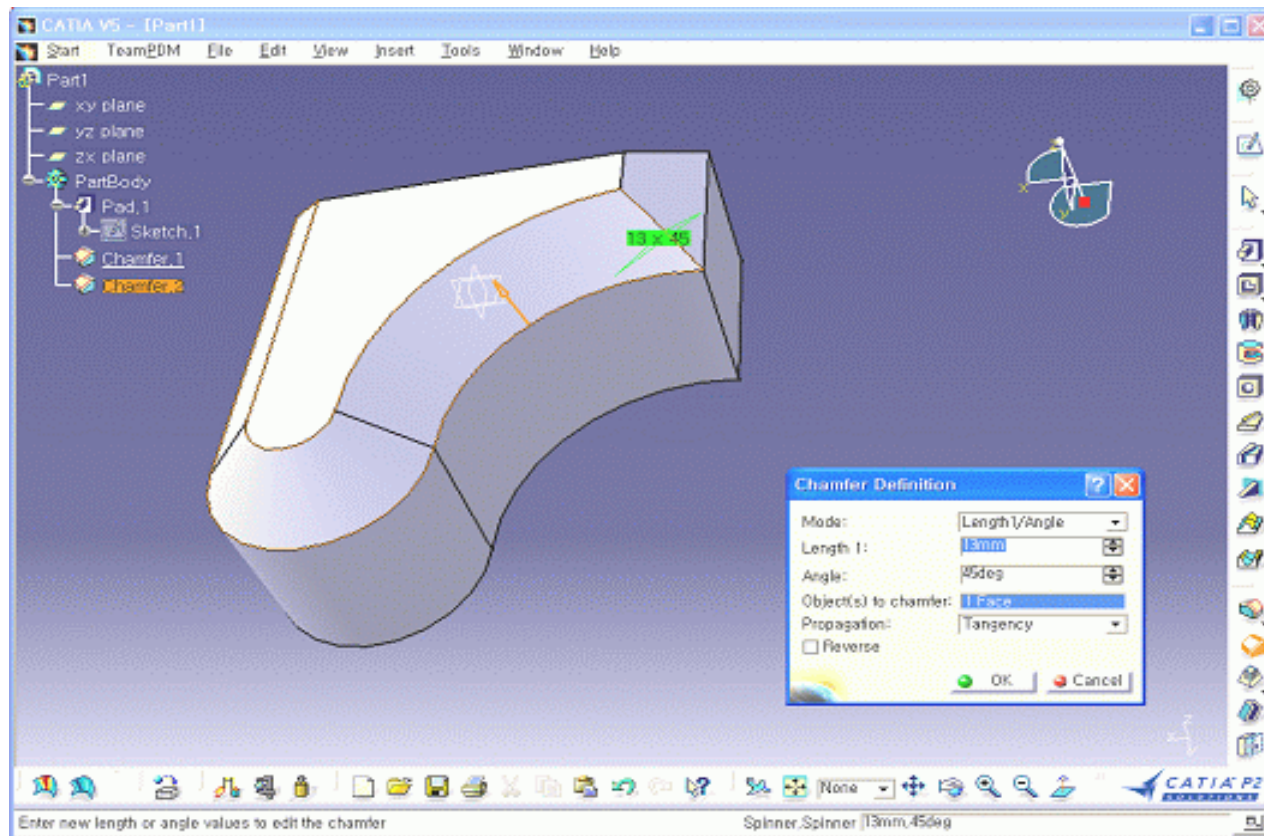 CATIA V5 - [Part1]
Start TeamPDM File Edit View Insert Tools Window Help
Part1
xy plane
yz plane
zx plane
PartBody
Pad.1
Sketch.1
Chamfer.1
Chamfer.2
13 x 45
x
y
Chamfer Definition
Mode: Length1/Angle
Length 1: 13mm
Angle: 45deg
Object(s) to chamfer: 1 Face
Propagation: Tangency
Reverse
OK Cancel
z
x
None
CATIA P2
SOLUTIONS
Enter new length or angle values to edit the chamfer
Spinner,Spinner 13mm,45deg